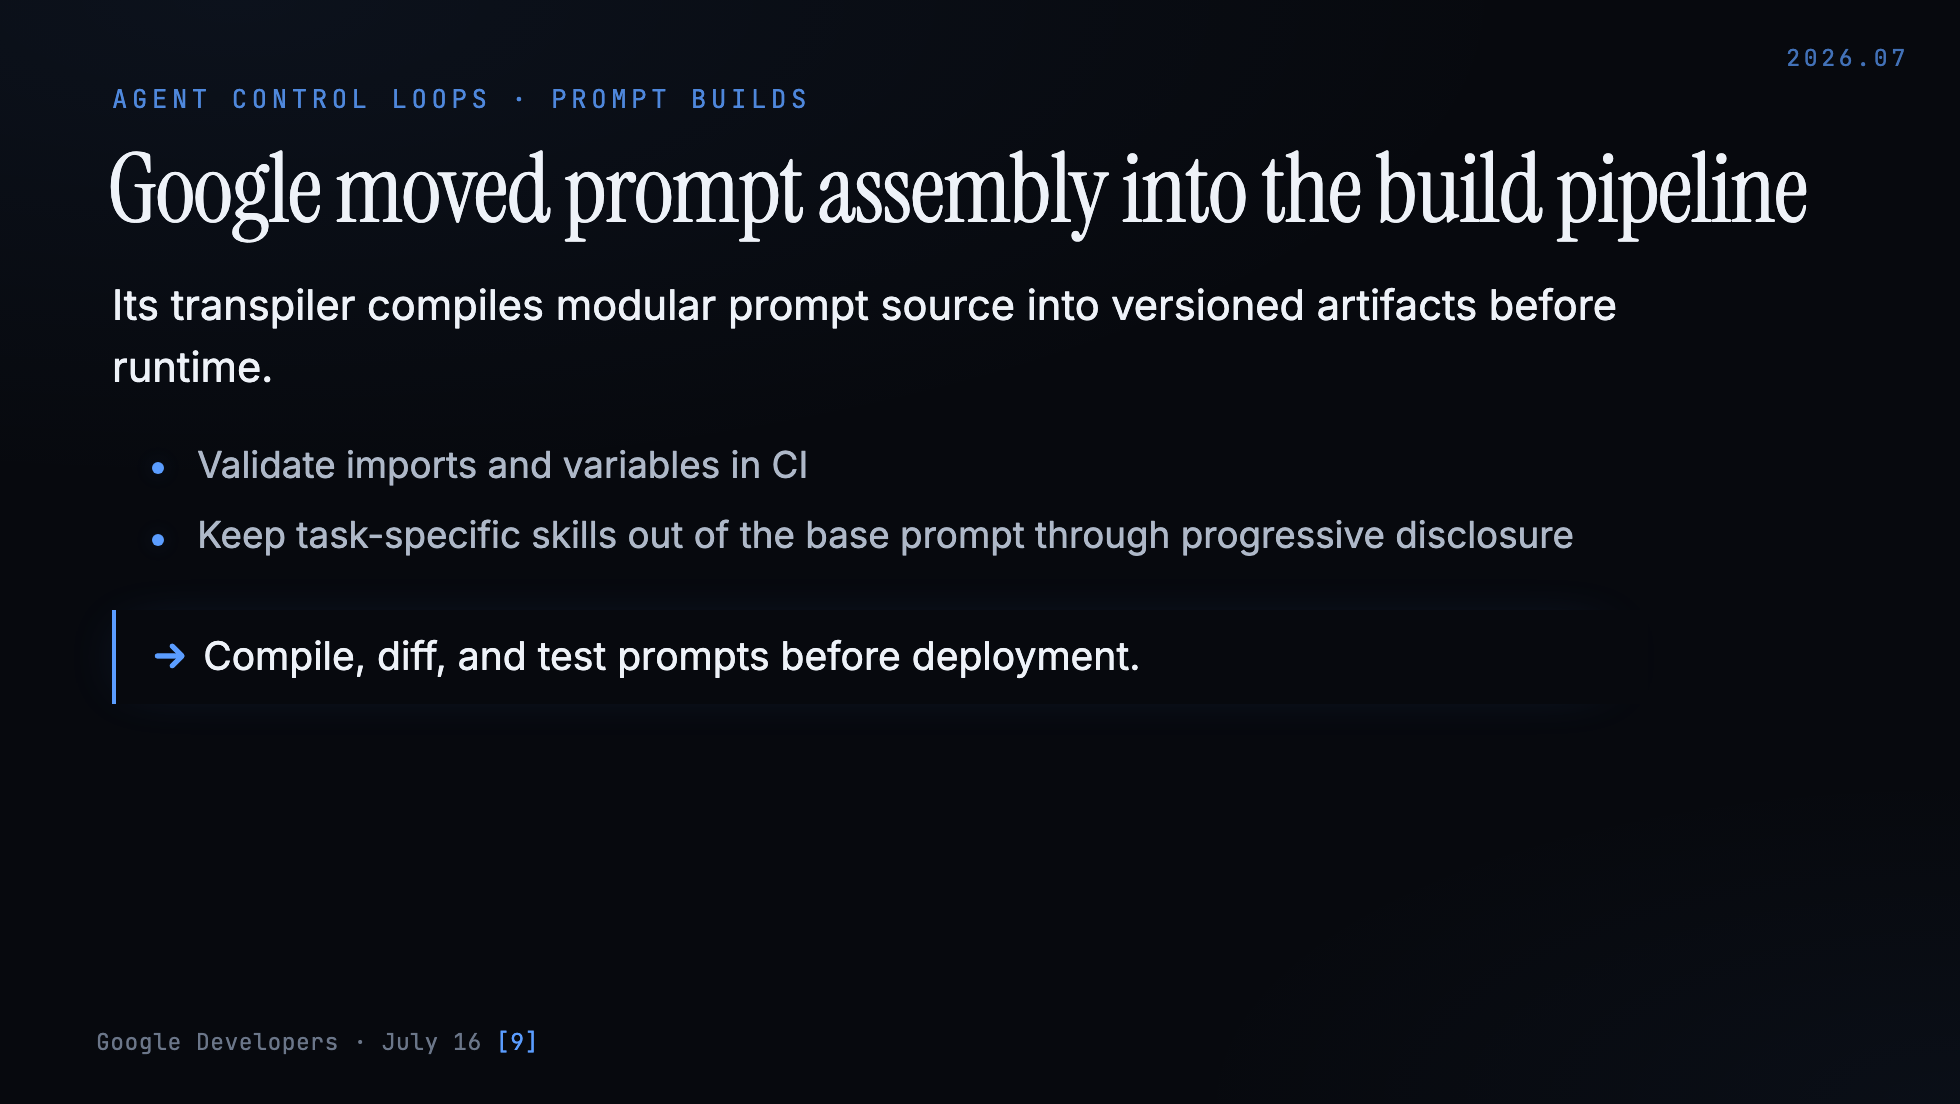 2026.07
AGENT CONTROL LOOPS · PROMPT BUILDS
Google moved prompt assembly into the build pipeline
Its transpiler compiles modular prompt source into versioned artifacts before
runtime.
• Validate imports and variables in CI
• Keep task-specific skills out of the base prompt through progressive disclosure
→ Compile, diff, and test prompts before deployment.
Google Developers · July 16 [9]